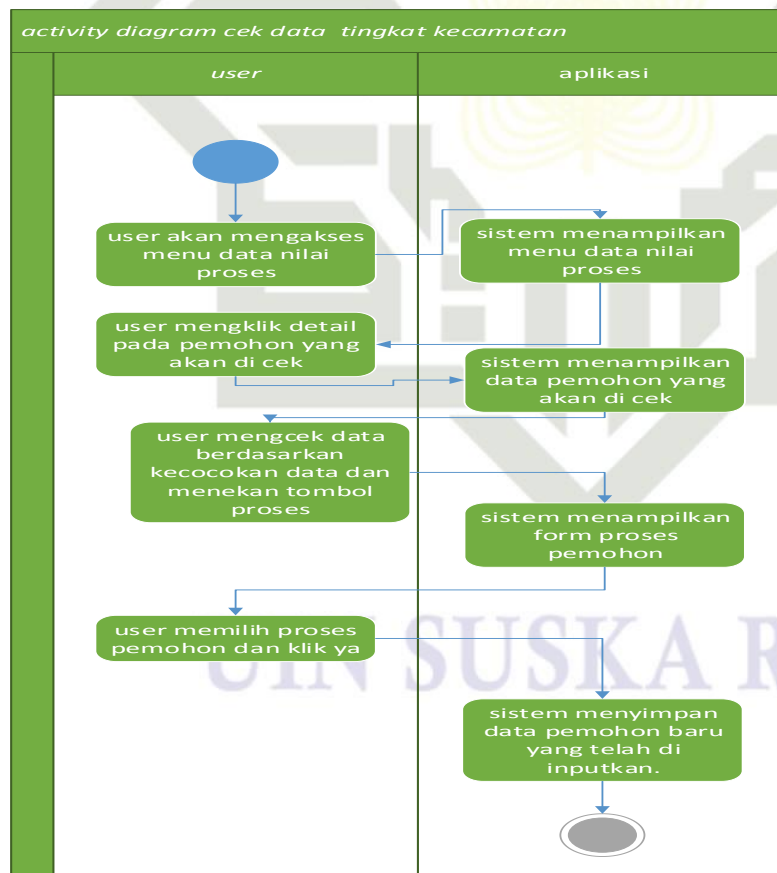 activity diagram cek data tingkat kecamatan
user
aplikasi
user akan mengakses
menu data nilai
proses
sistem menampilkan
menu data nilai
proses
user mengklik detail
pada pemohon yang
akan di cek
sistem menampilkan
data pemohon yang
akan di cek
user mengcek data
berdasarkan
kecocokan data dan
menekan tombol
proses
sistem menampilkan
form proses
pemohon
user memilih proses
pemohon dan klik ya
UIN SUSKA R
sistem menyimpan
data pemohon baru
yang telah di
inputkan.